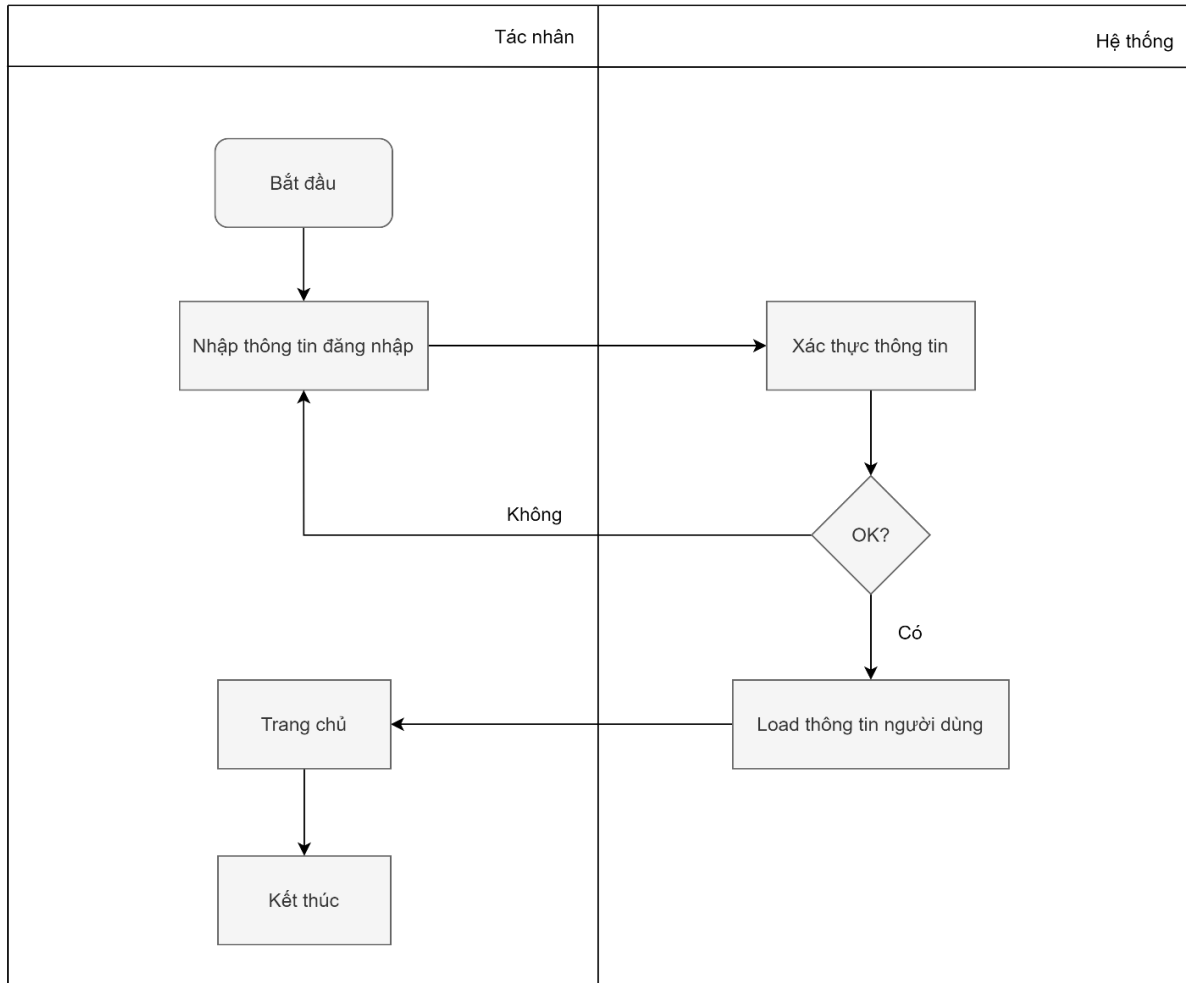 Tác nhân
Hệ thống
Bắt đầu
Nhập thông tin đăng nhập
Xác thực thông tin
Không
OK?
Có
Trang chủ
Load thông tin người dùng
Kết thúc